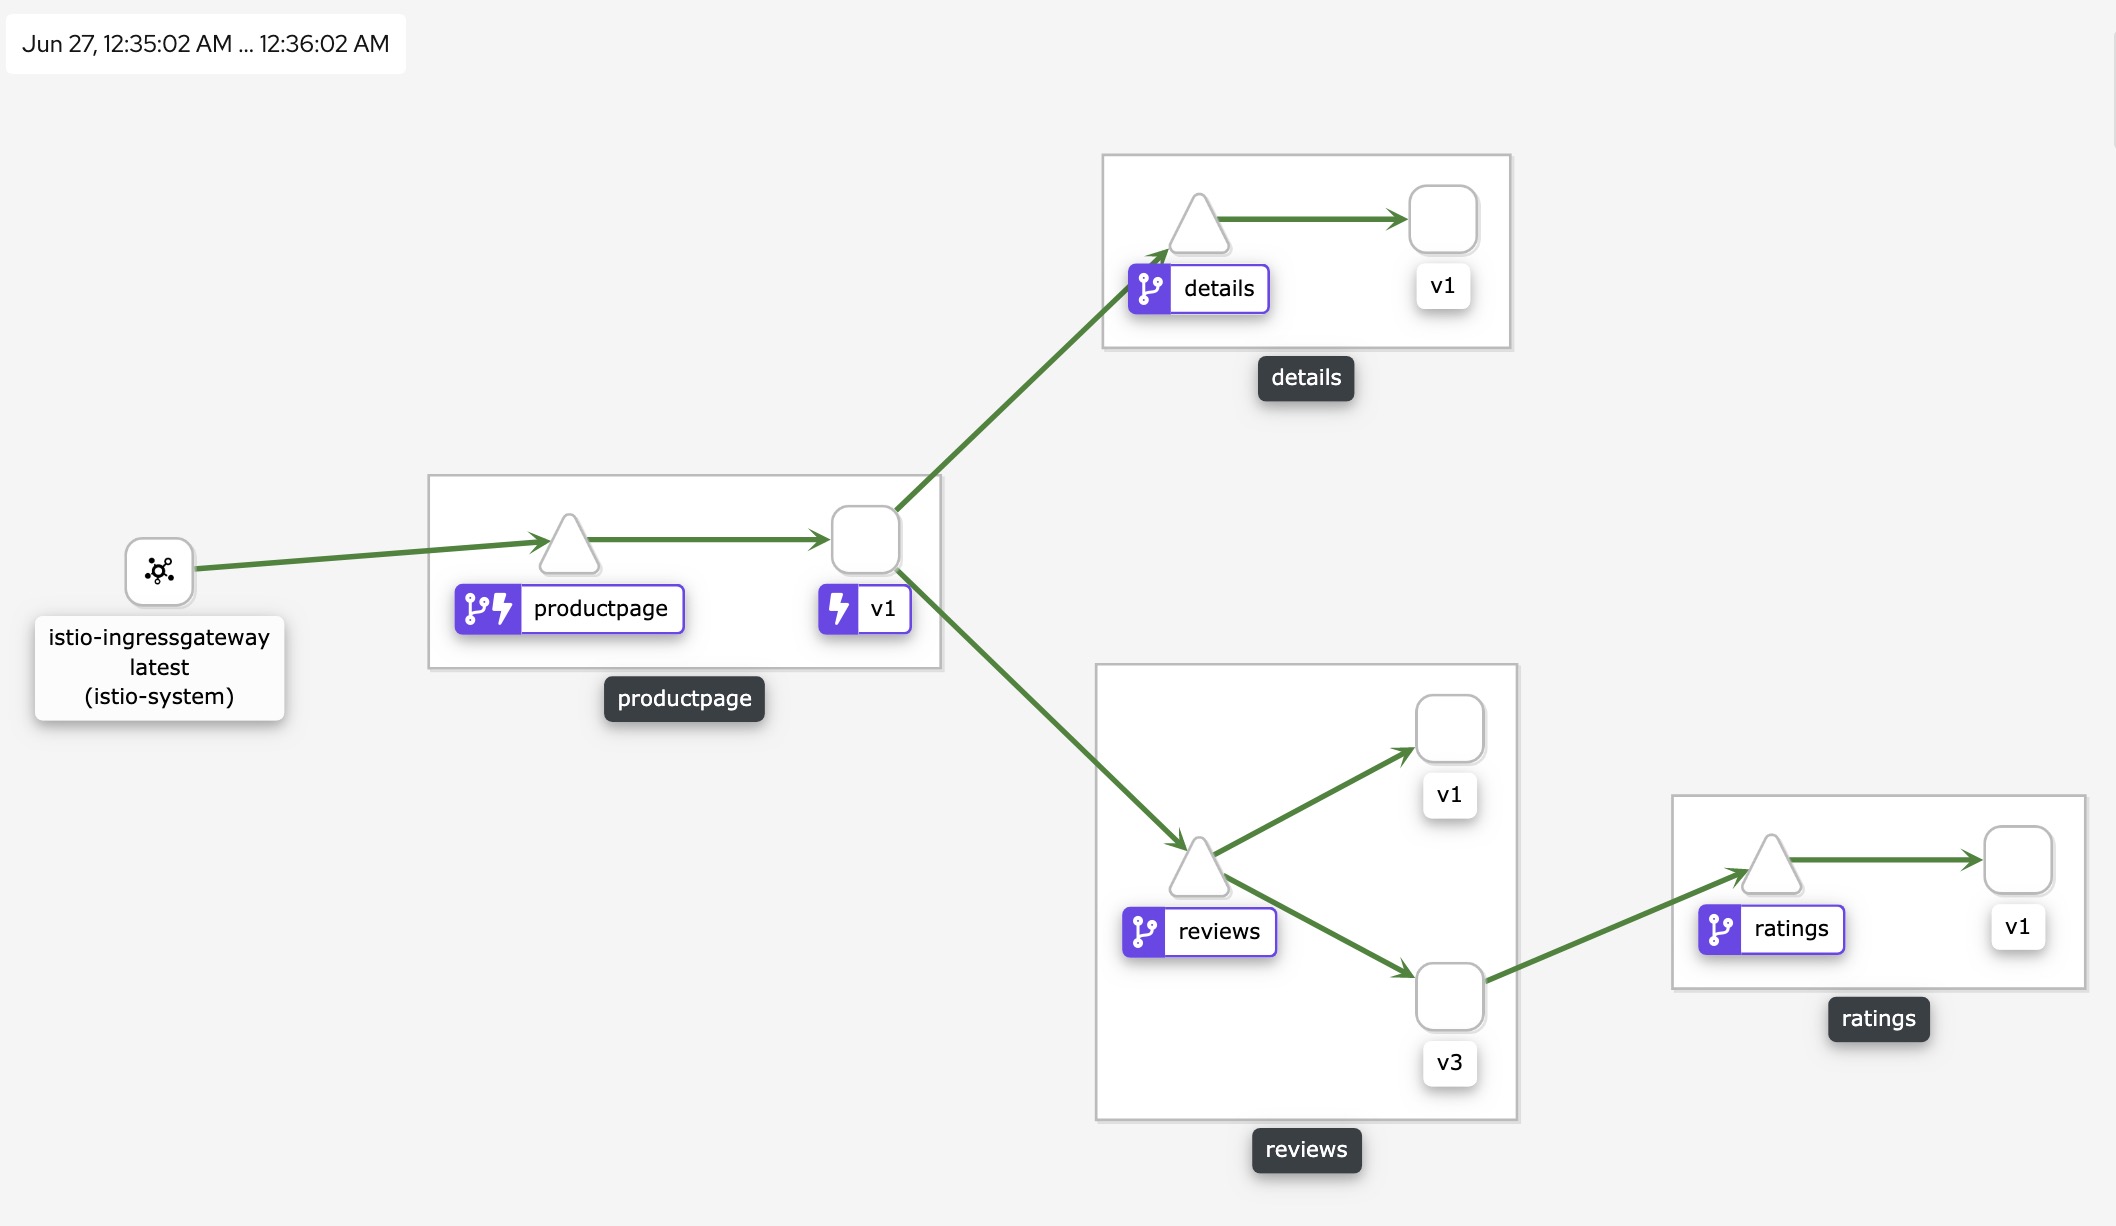 Jun 27, 12:35:02 AM ... 12:36:02 AM
details
v1
details
productpage
v1
istio-ingressgateway
latest
(istio-system)
productpage
v1
reviews
ratings
v1
ratings
v3
reviews